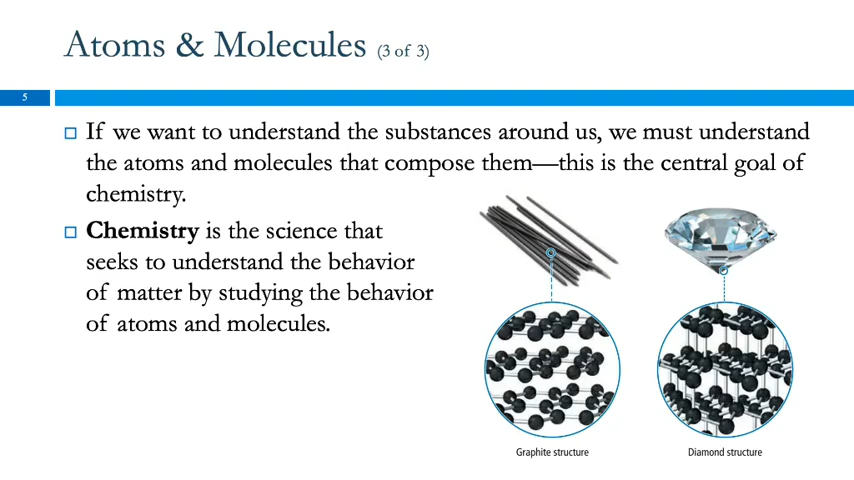 Atoms & Molecules (3 of 3)
5
If we want to understand the substances around us, we must understand
the atoms and molecules that compose them—this is the central goal of
chemistry.
Chemistry is the science that
seeks to understand the behavior
of matter by studying the behavior
of atoms and molecules.
Graphite structure
Diamond structure